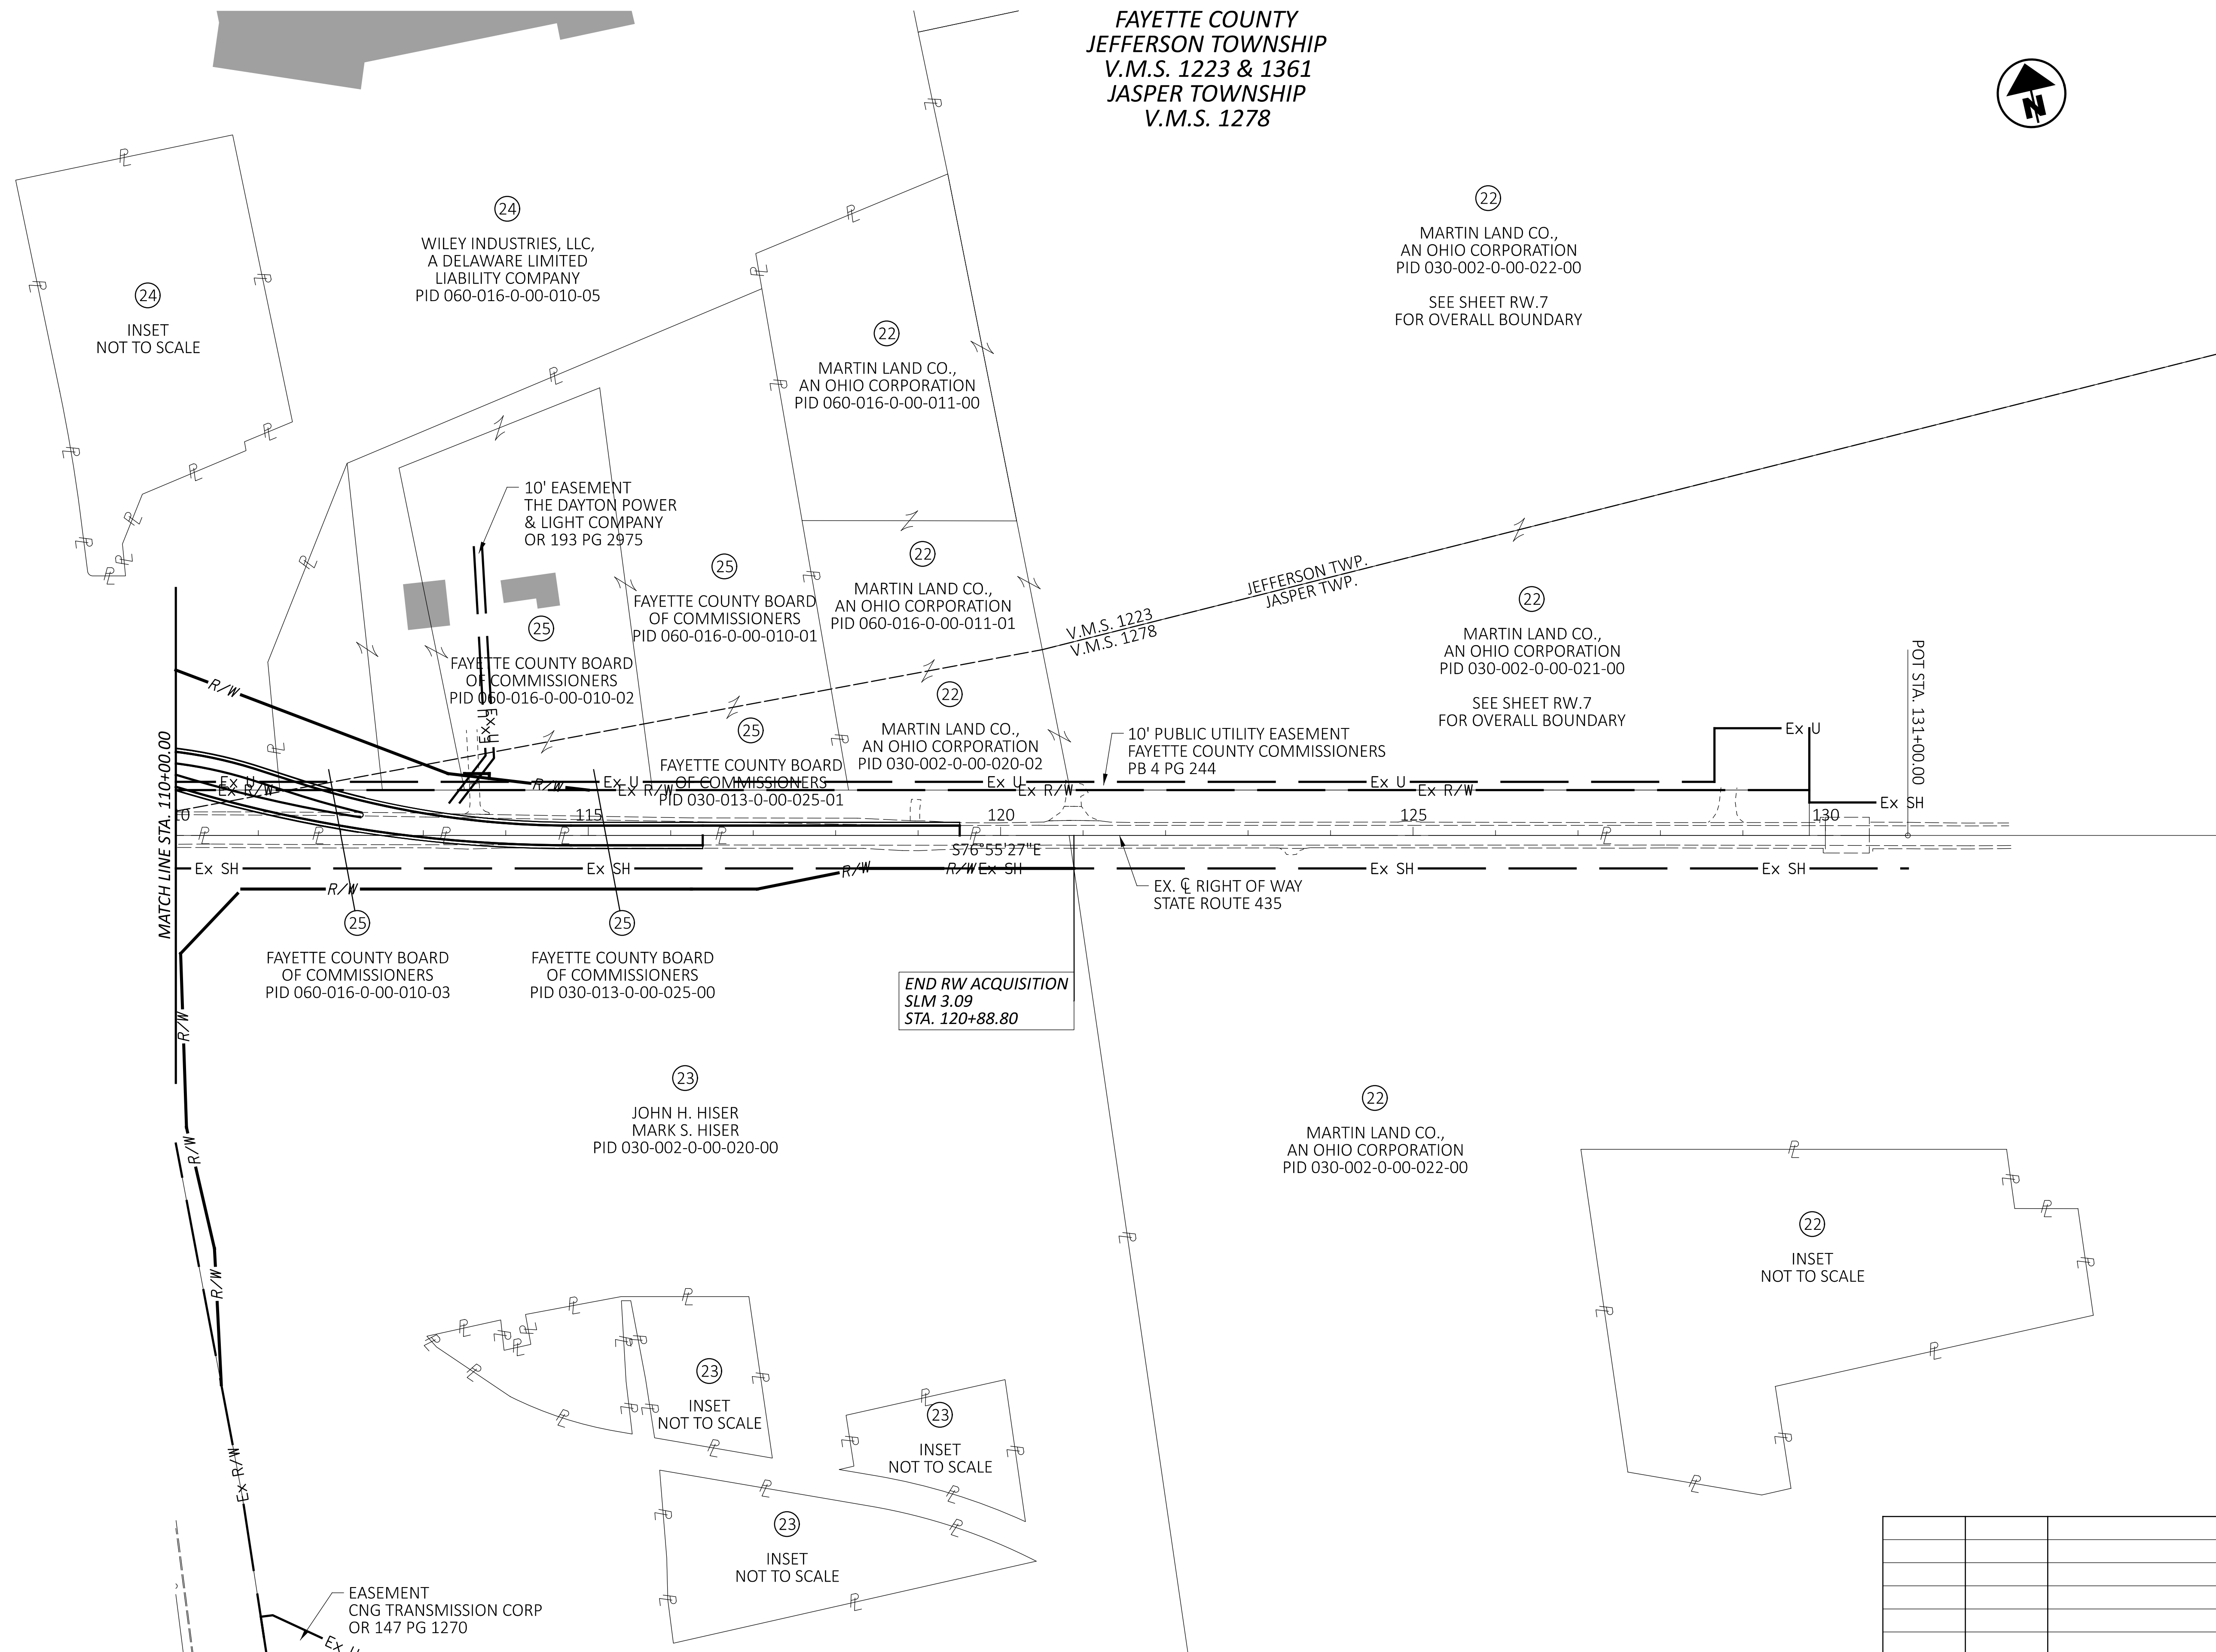 FAYETTE COUNTY
JEFFERSON TOWNSHIP
V.M.S. 1223 & 1361
JASPER TOWNSHIP
V.M.S. 1278
N
24
WILEY INDUSTRIES, LLC,
A DELAWARE LIMITED
LIABILITY COMPANY
PID 060-016-0-00-010-05
24
INSET
NOT TO SCALE
22
MARTIN LAND CO.,
AN OHIO CORPORATION
PID 030-002-0-00-022-00
SEE SHEET RW.7
FOR OVERALL BOUNDARY
22
MARTIN LAND CO.,
AN OHIO CORPORATION
PID 060-016-0-00-011-00
10' EASEMENT
THE DAYTON POWER
& LIGHT COMPANY
OR 193 PG 2975
25
FAYETTE COUNTY BOARD
OF COMMISSIONERS
PID 060-016-0-00-010-01
22
MARTIN LAND CO.,
AN OHIO CORPORATION
PID 060-016-0-00-011-01
JEFFERSON TWP.
JASPER TWP.
V.M.S. 1223
V.M.S. 1278
25
FAYETTE COUNTY BOARD
OF COMMISSIONERS
PID 060-016-0-00-010-02
22
MARTIN LAND CO.,
AN OHIO CORPORATION
PID 030-002-0-00-021-00
SEE SHEET RW.7
FOR OVERALL BOUNDARY
POT STA. 131+00.00
22
MARTIN LAND CO.,
AN OHIO CORPORATION
PID 030-002-0-00-020-02
25
FAYETTE COUNTY BOARD
OF COMMISSIONERS
PID 030-013-0-00-025-01
10' PUBLIC UTILITY EASEMENT
FAYETTE COUNTY COMMISSIONERS
PB 4 PG 244
MATCH LINE STA. 110+00.00
R/W
Ex U
R/W
Ex U
Ex U
Ex U
Ex U
Ex U
Ex R/W
Ex R/W
Ex R/W
Ex R/W
Ex SH
10
115
120
125
130
S76°55'27"E
Ex SH
Ex SH
R/W
R/W
Ex SH
Ex SH
Ex SH
R/W
EX. ℄ RIGHT OF WAY
STATE ROUTE 435
25
FAYETTE COUNTY BOARD
OF COMMISSIONERS
PID 060-016-0-00-010-03
25
FAYETTE COUNTY BOARD
OF COMMISSIONERS
PID 030-013-0-00-025-00
END RW ACQUISITION
SLM 3.09
STA. 120+88.80
R/W
R/W
R/W
Ex R/W
23
JOHN H. HISER
MARK S. HISER
PID 030-002-0-00-020-00
22
MARTIN LAND CO.,
AN OHIO CORPORATION
PID 030-002-0-00-022-00
22
INSET
NOT TO SCALE
23
INSET
NOT TO SCALE
23
INSET
NOT TO SCALE
23
INSET
NOT TO SCALE
EASEMENT
CNG TRANSMISSION CORP
OR 147 PG 1270
Ex U